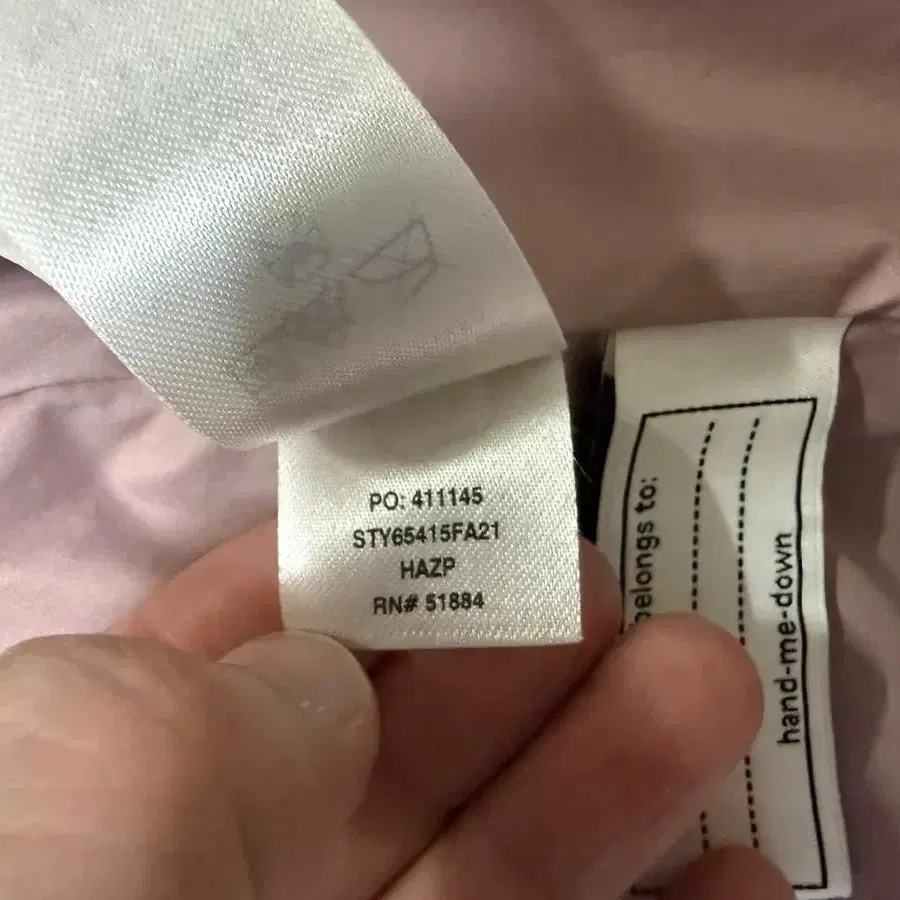 PO: 411145
STY65415FA21
HAZP
RN# 51884
belongs to:
hand-me-down